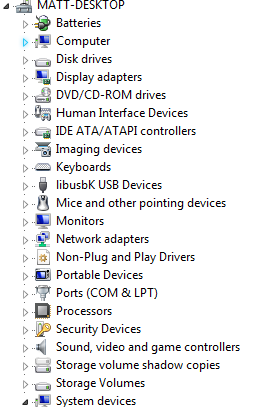 MATT-DESKTOP
Batteries
Computer
Disk drives
Display adapters
DVD/CD-ROM drives
Human Interface Devices
IDE ATA/ATAPI controllers
Imaging devices
Keyboards
libusbK USB Devices
Mice and other pointing devices
Monitors
Network adapters
Non-Plug and Play Drivers
Portable Devices
Ports (COM & LPT)
Processors
Security Devices
Sound, video and game controllers
Storage volume shadow copies
Storage Volumes
System devices